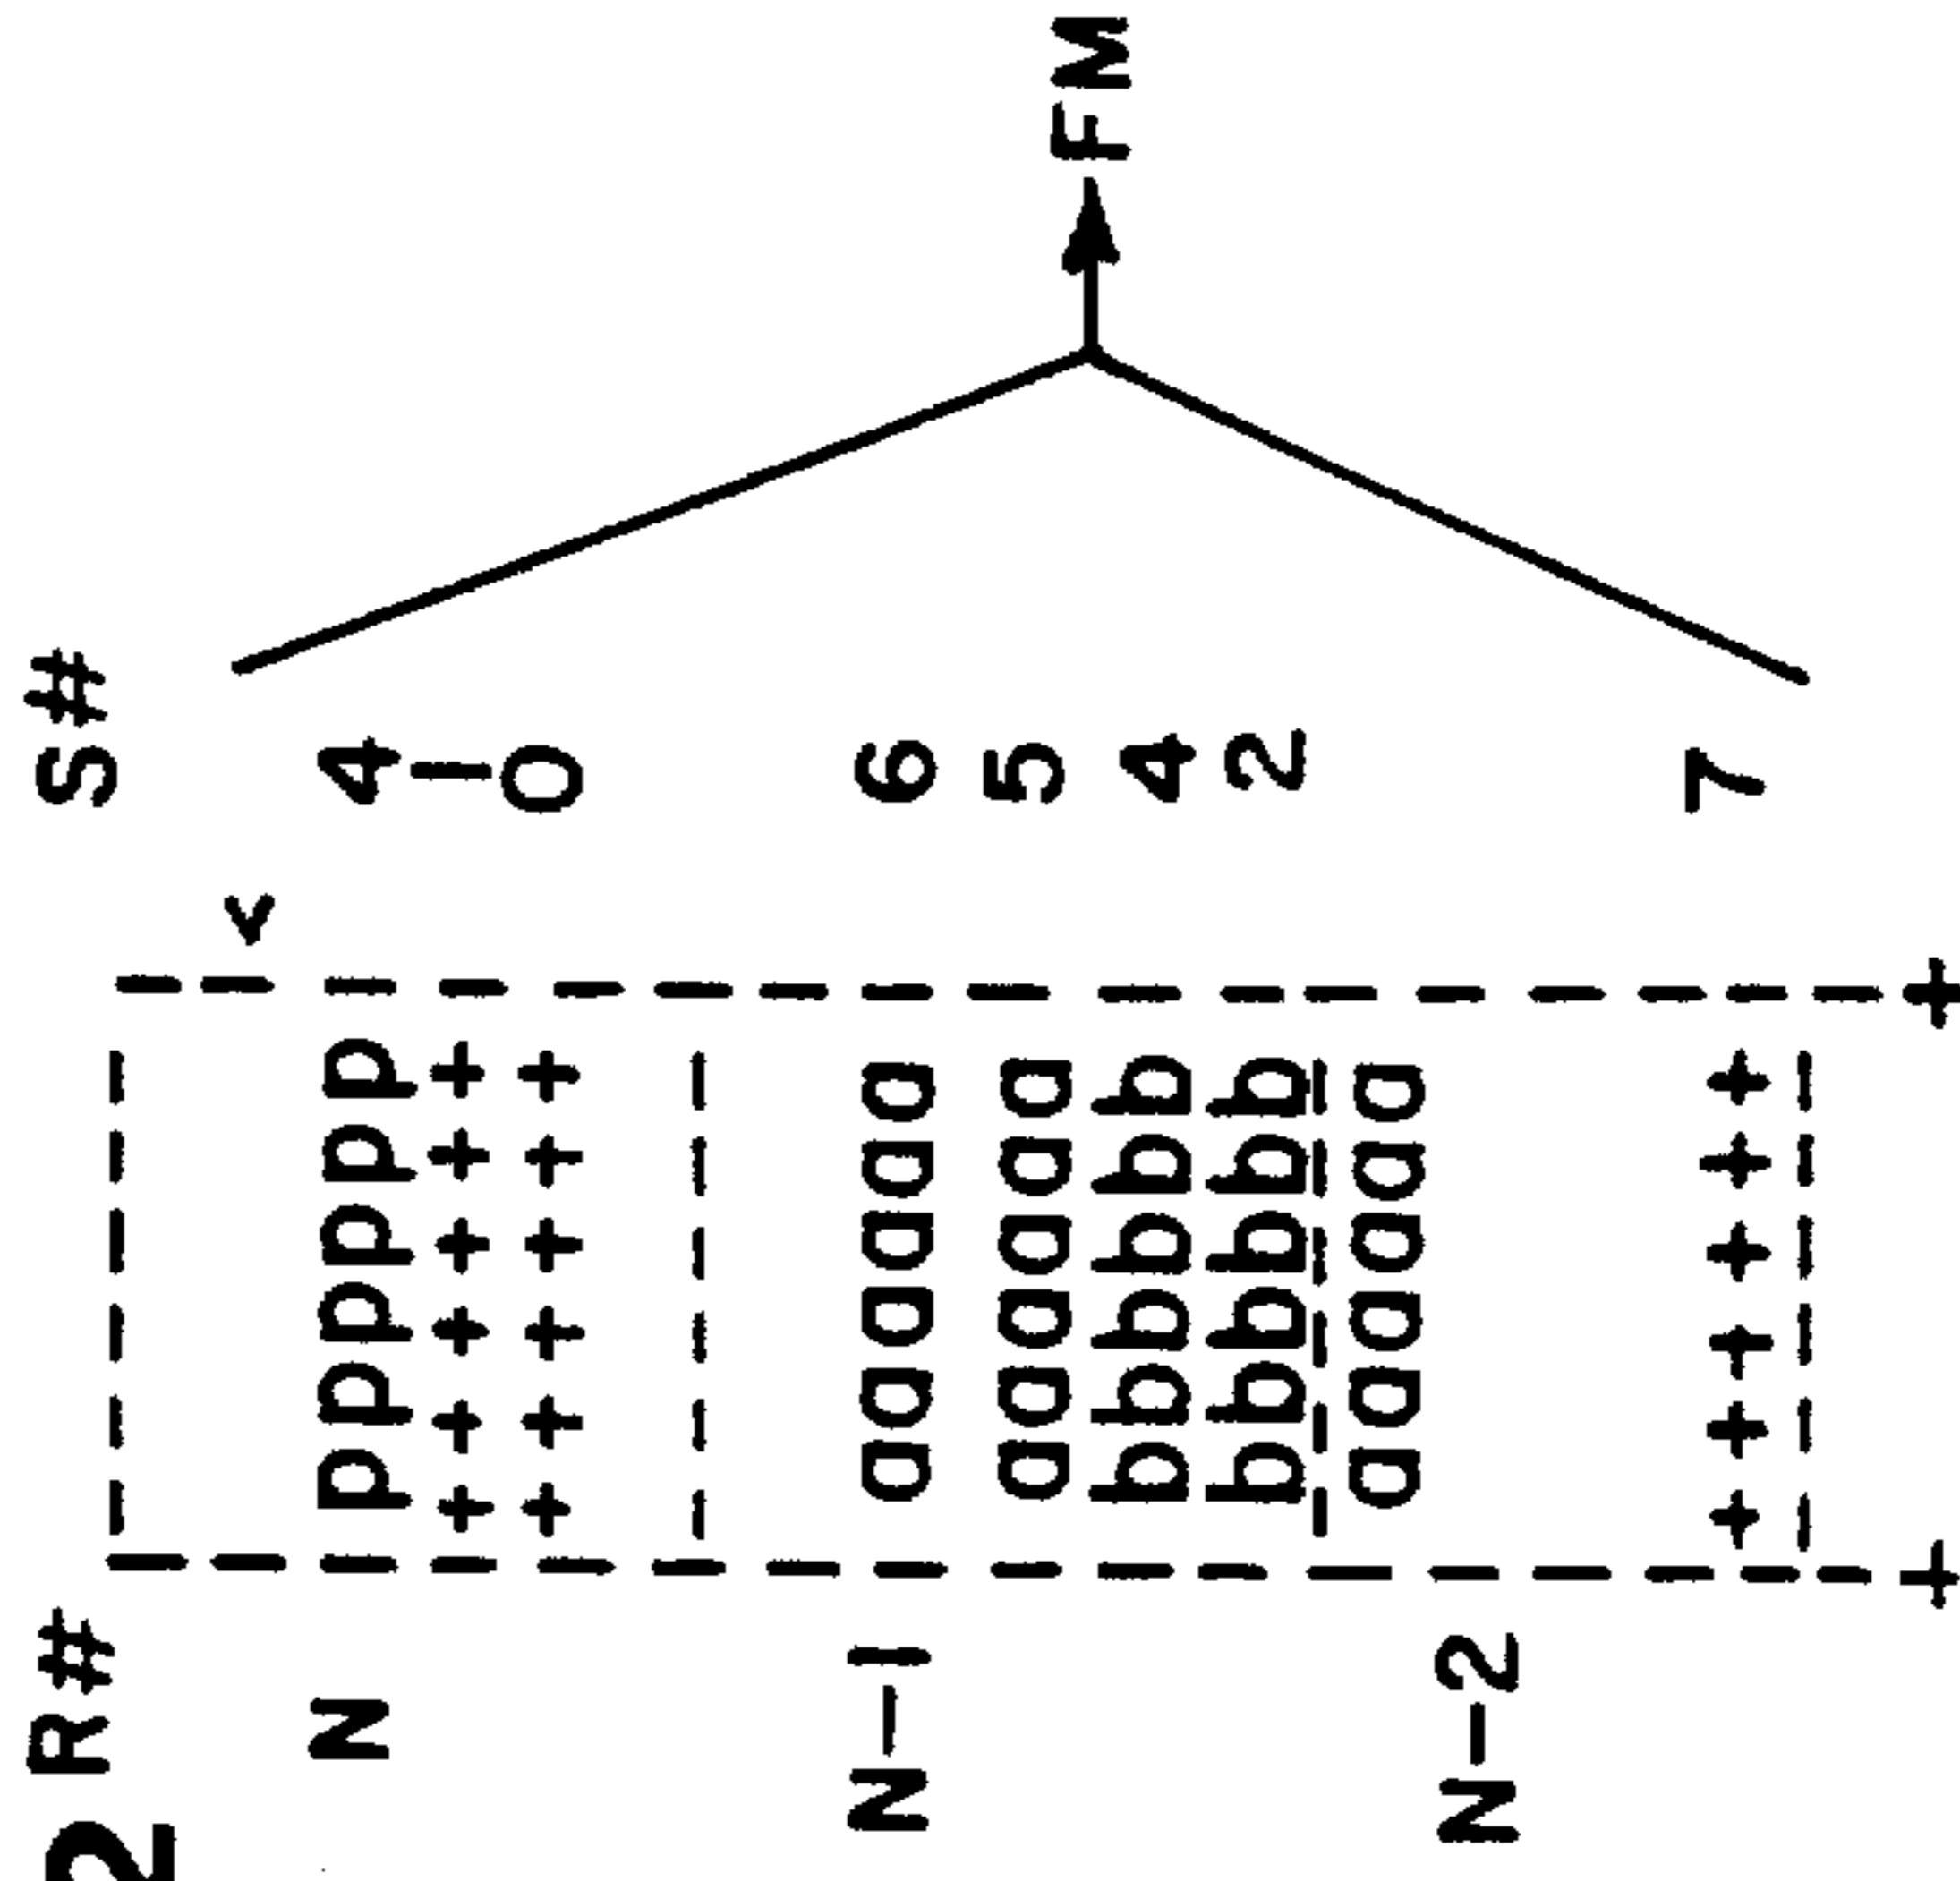 2 R# S#
<
N pppppp 4
++++++ 1
++++++ 0
N-1 aaaaaa 6
aaaaaa 5
FM
bbbbbb 4
bbbbbb 2
aaaaaa
N-2
++++++ 7
+ +